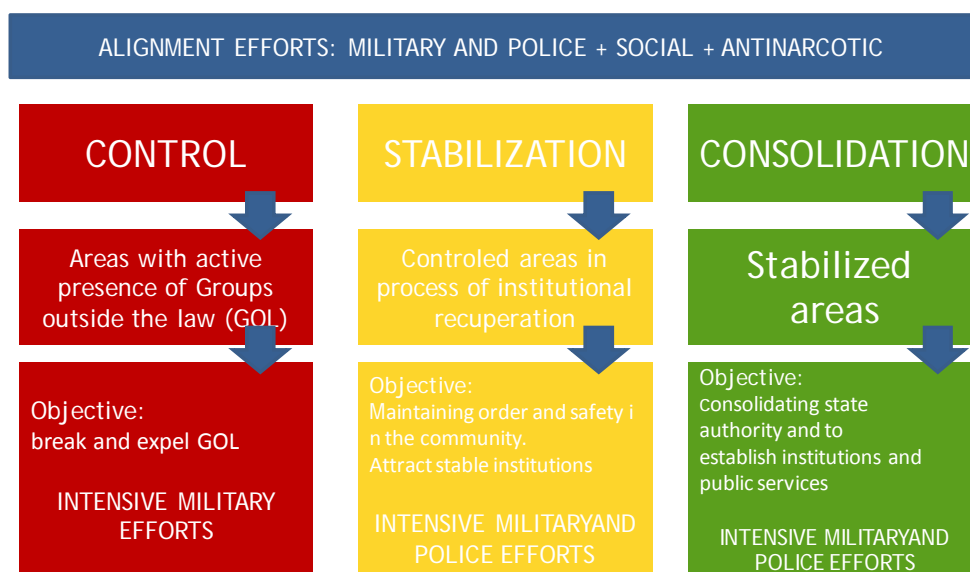 ALIGNMENT EFFORTS: MILITARY AND POLICE + SOCIAL + ANTINARCOTIC
CONTROL
Areas with active
presence of Groups
outside the law (GOL)
Objective:
break and expel GOL
INTENSIVE MILITARY
EFFORTS
STABILIZATION
Controled areas in
process of institutional
recuperation
Objective:
Maintaining order and safety i
n the community.
Attract stable institutions
INTENSIVE MILITARYAND
POLICE EFFORTS
CONSOLIDATION
Stabilized
areas
Objective:
Consolidating state
authority and to
establish institutions and
public services
INTENSIVE MILITARYAND
POLICE EFFORTS